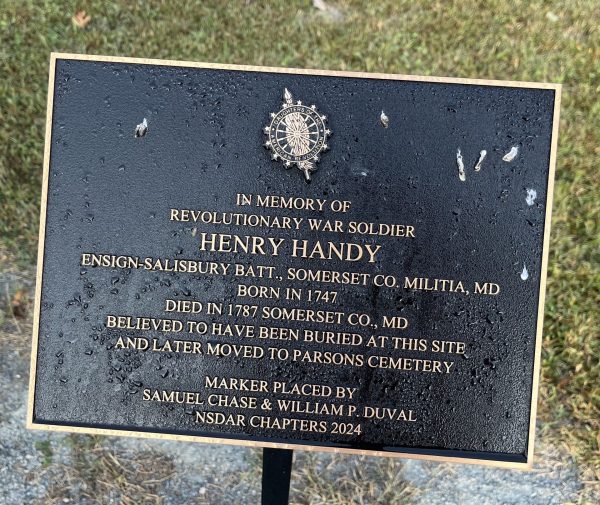 IN MEMORY OF
REVOLUTIONARY WAR SOLDIER
HENRY HANDY
ENSIGN-SALISBURY BATT., SOMERSET CO. MILITIA, MD
BORN IN 1747
DIED IN 1787 SOMERSET CO., MD
BELIEVED TO HAVE BEEN BURIED AT THIS SITE
AND LATER MOVED TO PARSONS CEMETERY
MARKER PLACED BY
SAMUEL CHASE & WILLIAM P. DUVAL
NSDAR CHAPTERS 2024